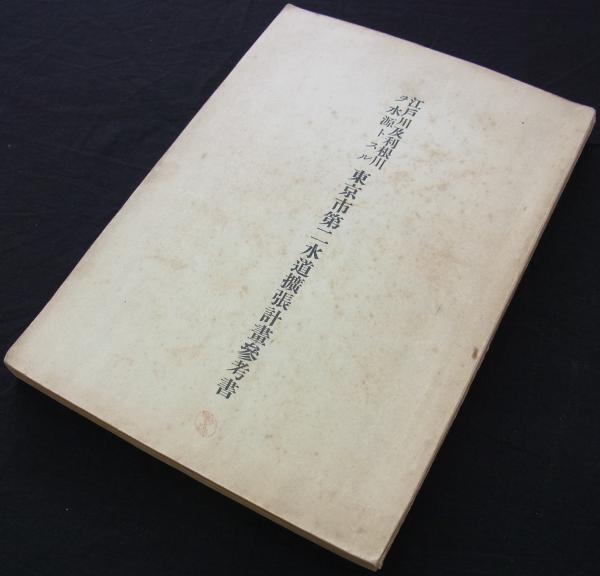 江戸川及利根川
ヲ水源トスル
東京市第二水道擴張計畫參考書